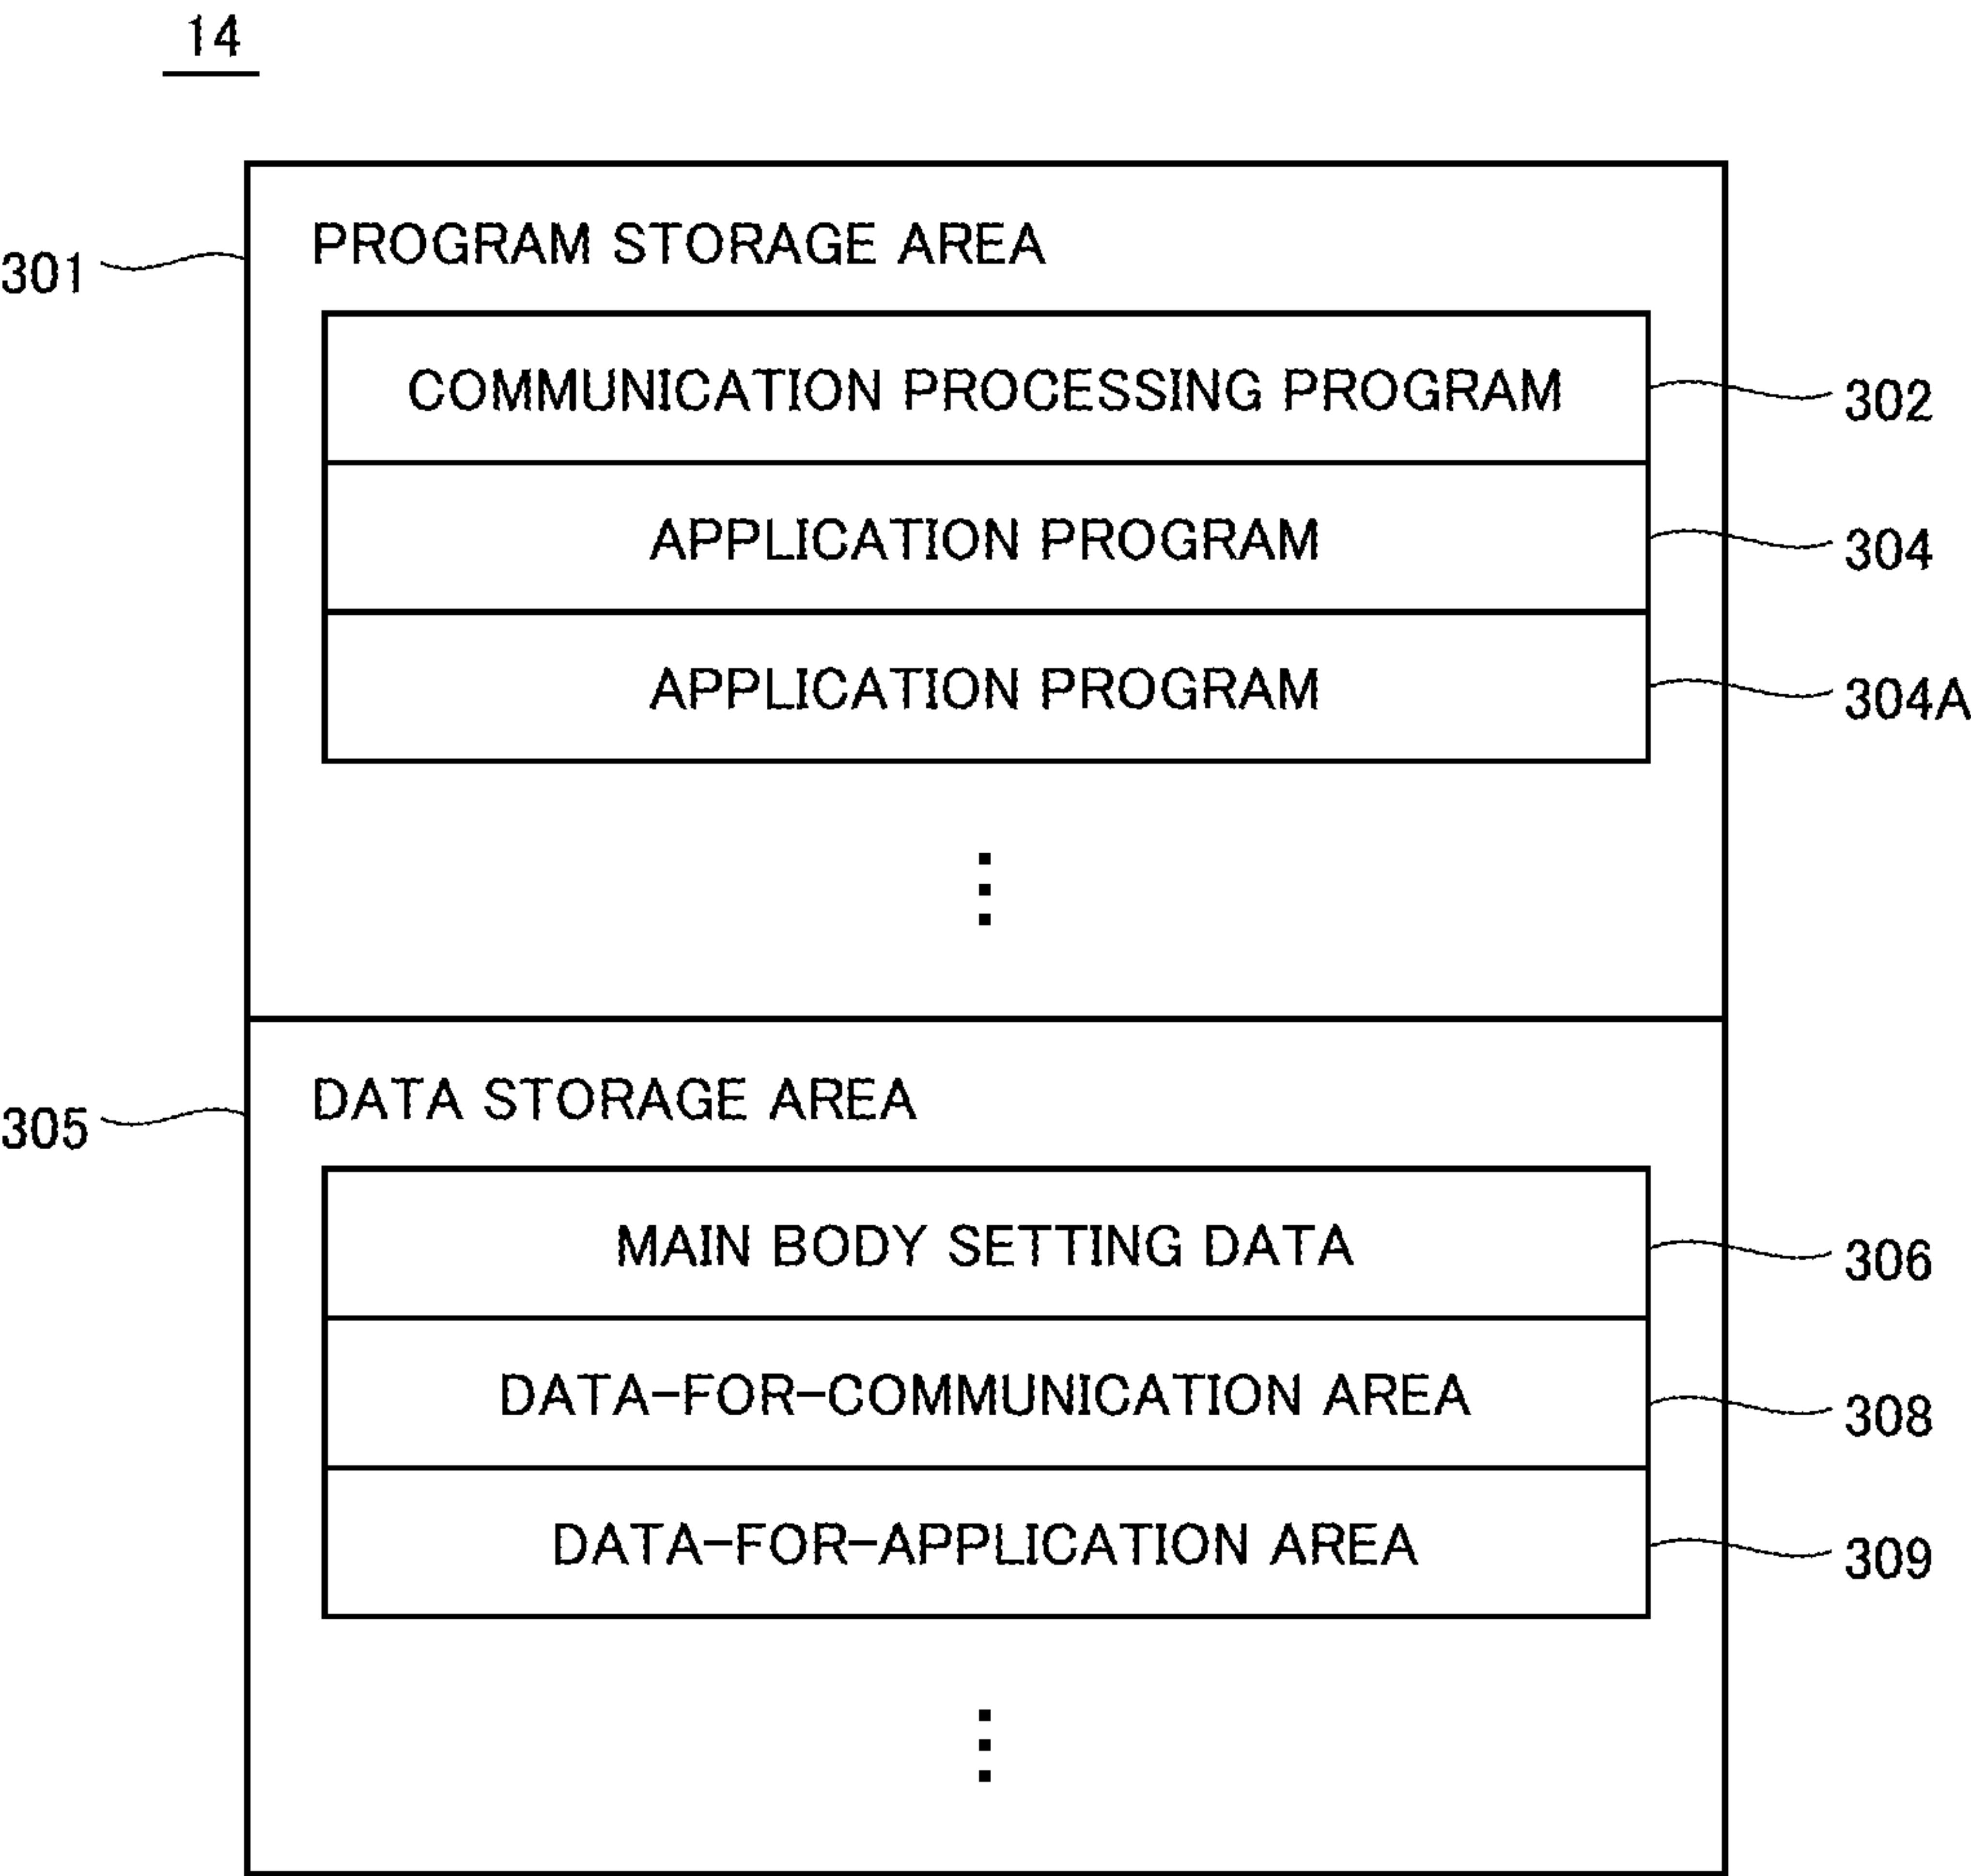 14
PROGRAM STORAGE AREA
301
COMMUNICATION PROCESSING PROGRAM
302
APPLICATION PROGRAM
304
APPLICATION PROGRAM
304A
DATA STORAGE AREA
305
MAIN BODY SETTING DATA
306
DATA-FOR-COMMUNICATION AREA
308
DATA-FOR-APPLICATION AREA
309